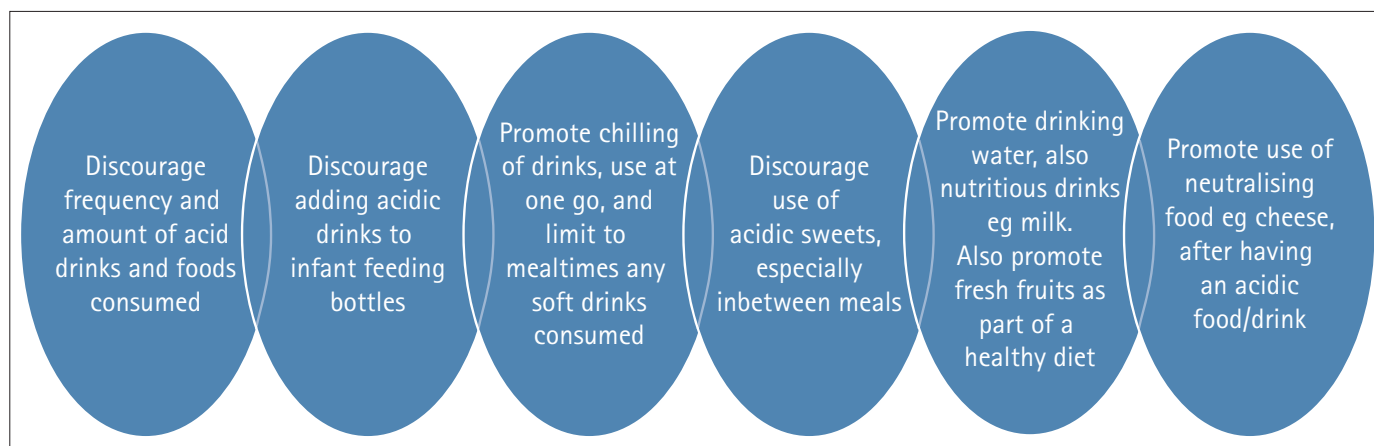 Discourage
frequency and
amount of acid
drinks and foods
consumed
Discourage
adding acidic
drinks to
infant feeding
bottles
Promote chilling
of drinks, use at
one go, and
limit to
mealtimes any
soft drinks
consumed
Discourage
use of
acidic sweets,
especially
inbetween meals
Promote drinking
water, also
nutritious drinks
eg milk.
Also promote
fresh fruits as
part of a
healthy diet
Promote use of
neutralising
food eg cheese,
after having
an acidic
food/drink